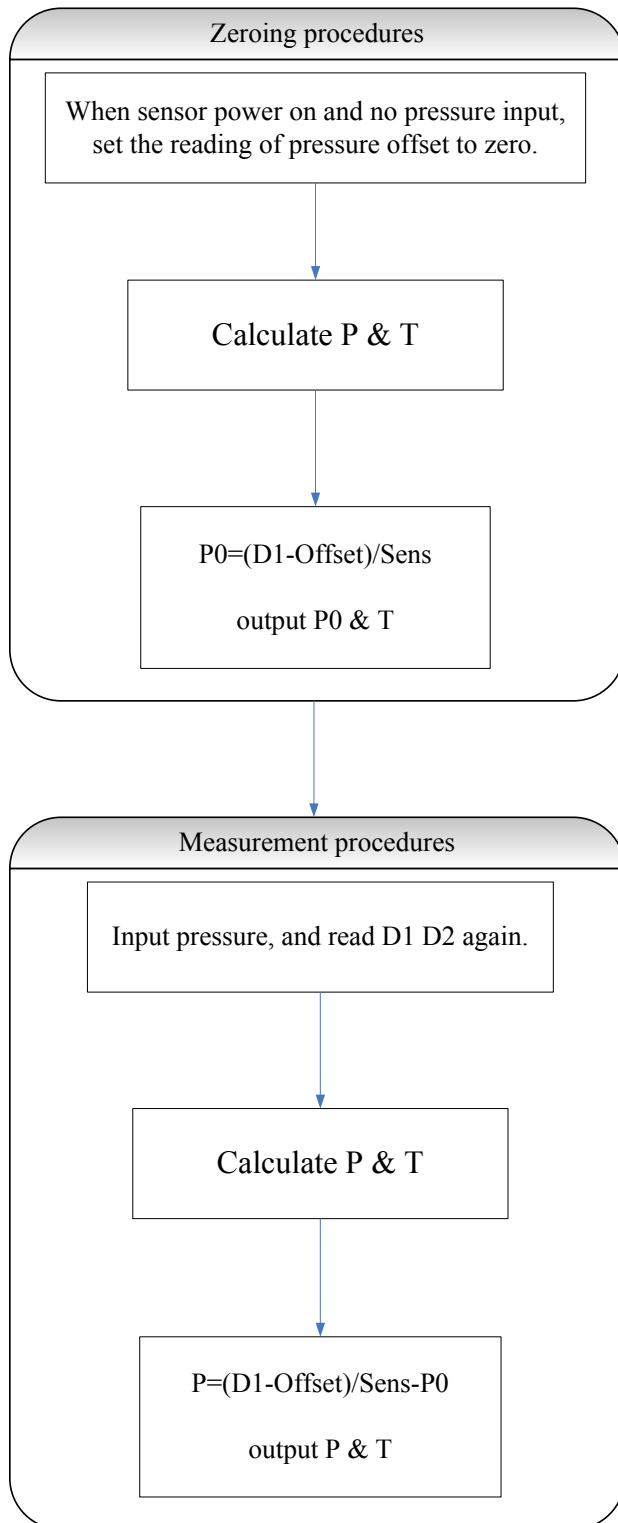 Zeroing procedures
When sensor power on and no pressure input,
set the reading of pressure offset to zero.
Calculate P & T
P0=(D1-Offset)/Sens
output P0 & T
Measurement procedures
Input pressure, and read D1 D2 again.
Calculate P & T
P=(D1-Offset)/Sens-P0
output P & T